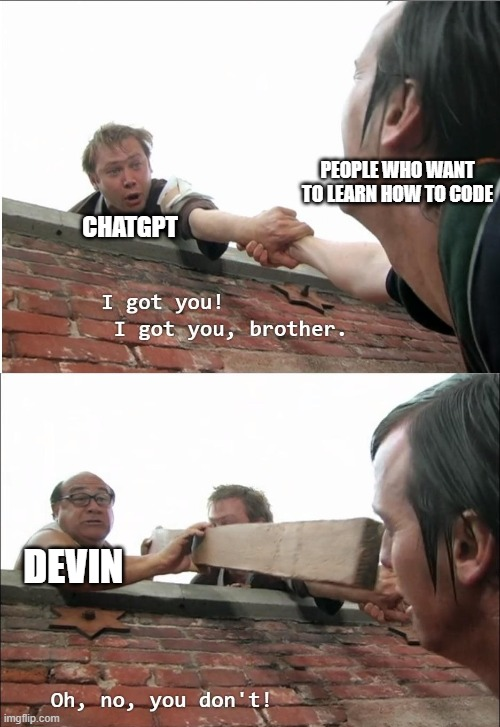 PEOPLE WHO WANT
TO LEARN HOW TO CODE
CHATGPT
I got you!
I got you, brother.
DEVIN
Oh, no, you don't!
imgflip.com